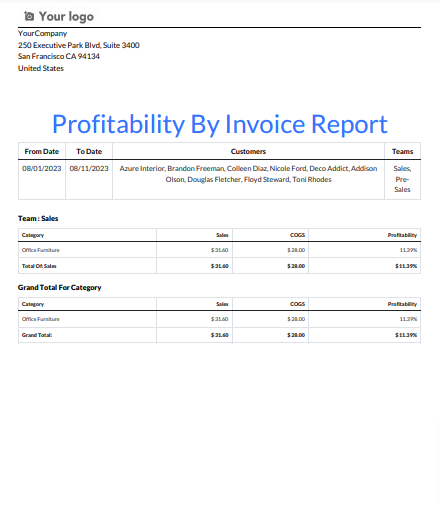 Your logo
YourCompany
250 Executive Park Blvd, Suite 3400
San Francisco CA 94134
United States
Profitability By Invoice Report
From Date To Date Customers Teams
08/01/2023 08/11/2023 Azure Interior, Brandon Freeman, Colleen Diaz, Nicole Ford, Deco Addict, Addison Sales,
Olson, Douglas Fletcher, Floyd Steward, Toni Rhodes Pre-
Sales
Team : Sales
Category Sales COGS Profitability
Office Furniture $ 31.60 $ 28.00 11.39%
Total Of: Sales $ 31.60 $ 28.00 $ 11.39%
Grand Total For Category
Category Sales COGS Profitability
Office Furniture $ 31.60 $ 28.00 11.39%
Grand Total: $ 31.60 $ 28.00 $ 11.39%